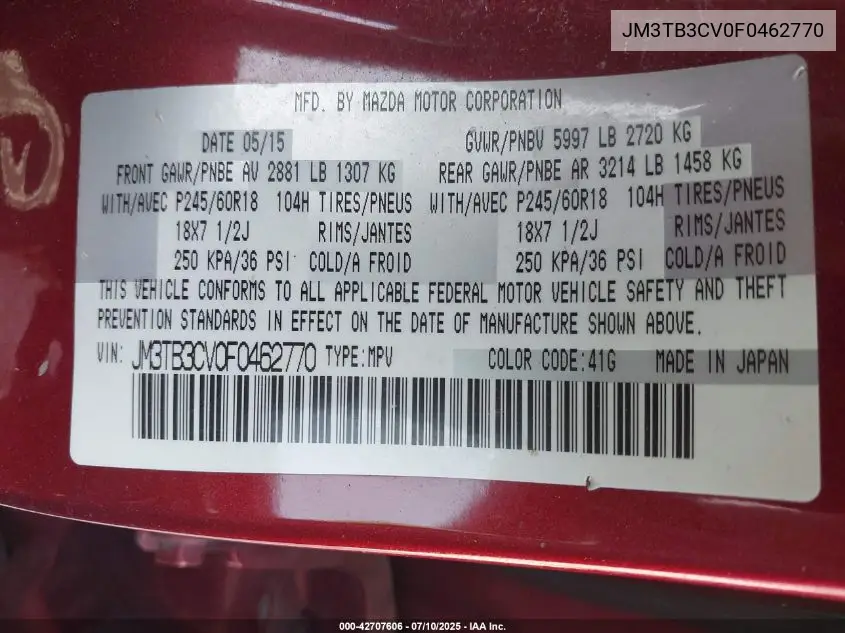 JM3TB3CV0F0462770
MFD. BY MAZDA MOTOR CORPORATION
DATE 05/15 GVWR/PNBV 5997 LB 2720 KG
FRONT GAWR/PNBE AV 2881 LB 1307 KG REAR GAWR/PNBE AR 3214 LB 1458 KG
WITH/AVEC P245/60R18 104H TIRES/PNEUS WITH/AVEC P245/60R18 104H TIRES/PNEUS
18X7 1/2J RIMS/JANTES 18X7 1/2J RIMS/JANTES
250 KPA/36 PSI COLD/A FROID 250 KPA/36 PSI COLD/A FROID
THIS VEHICLE CONFORMS TO ALL APPLICABLE FEDERAL MOTOR VEHICLE SAFETY AND THEFT
PREVENTION STANDARDS IN EFFECT ON THE DATE OF MANUFACTURE SHOWN ABOVE.
VIN: JM3TB3CV0F0462770 TYPE:MPV COLOR CODE:41G MADE IN JAPAN
000-42707606 - 07/10/2025 - IAA Inc.